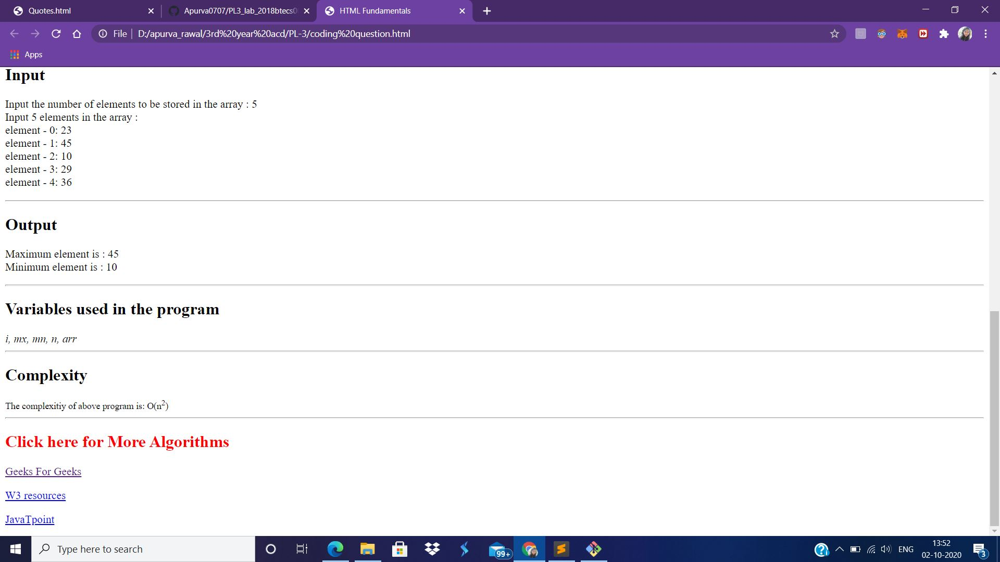 Quotes.html
Apurva0707/PL3_lab_2018btecs0
HTML Fundamentals
File
D:/apurva_rawal/3rd%20year%20acd/PL-3/coding%20question.html
Apps
Input
Input the number of elements to be stored in the array : 5
Input 5 elements in the array :
element - 0: 23
element - 1: 45
element - 2: 10
element - 3: 29
element - 4: 36
Output
Maximum element is : 45
Minimum element is : 10
Variables used in the program
i, mx, mn, n, arr
Complexity
The complexitiy of above program is: O(n²)
Click here for More Algorithms
Geeks For Geeks
W3 resources
JavaTpoint
Type here to search
99+
ENG
13:52
02-10-2020
3